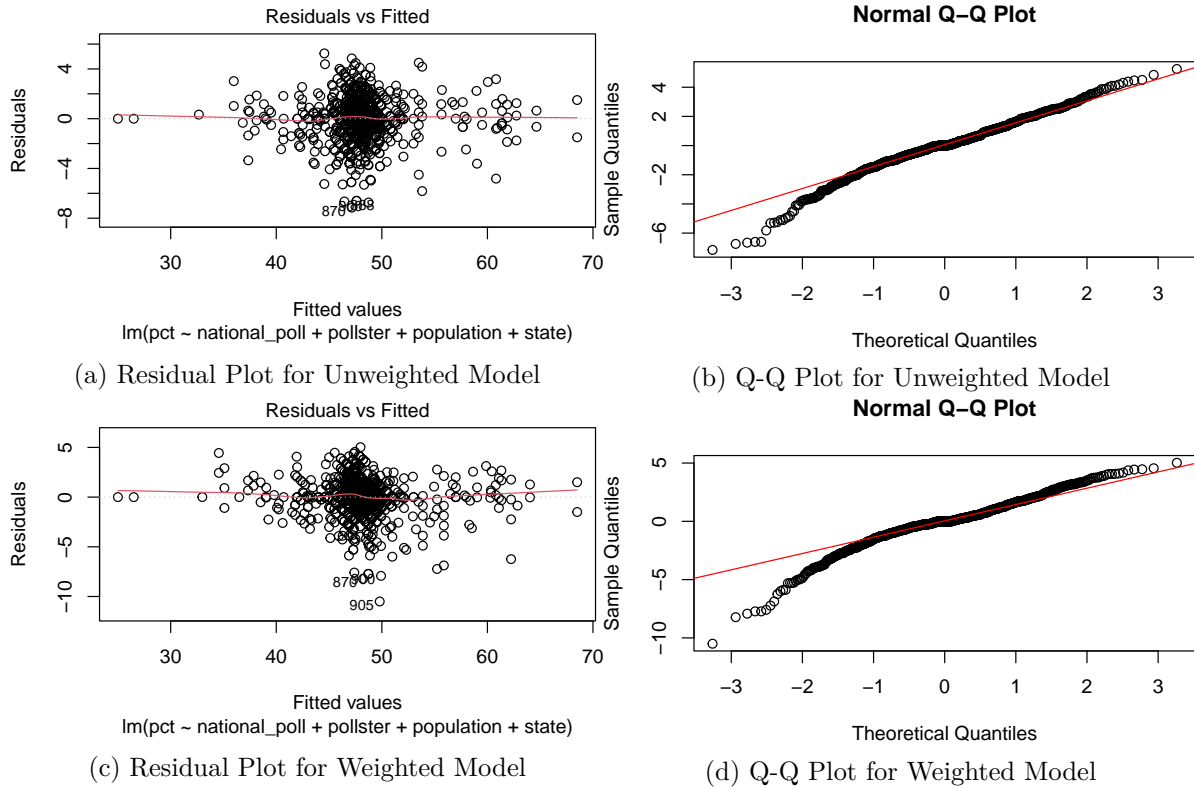 Residuals vs Fitted
Residuals
4
0
−4
−8
870
30
40
50
60
70
Fitted values
lm(pct ~ national_poll + pollster + population + state)
(a) Residual Plot for Unweighted Model
Normal Q−Q Plot
Sample Quantiles
4
2
0
−2
−6
−3
−2
−1
0
1
2
3
Theoretical Quantiles
(b) Q-Q Plot for Unweighted Model
Residuals vs Fitted
Residuals
5
0
−5
−10
870
905
30
40
50
60
70
Fitted values
lm(pct ~ national_poll + pollster + population + state)
(c) Residual Plot for Weighted Model
Normal Q−Q Plot
Sample Quantiles
5
0
−5
−10
−3
−2
−1
0
1
2
3
Theoretical Quantiles
(d) Q-Q Plot for Weighted Model